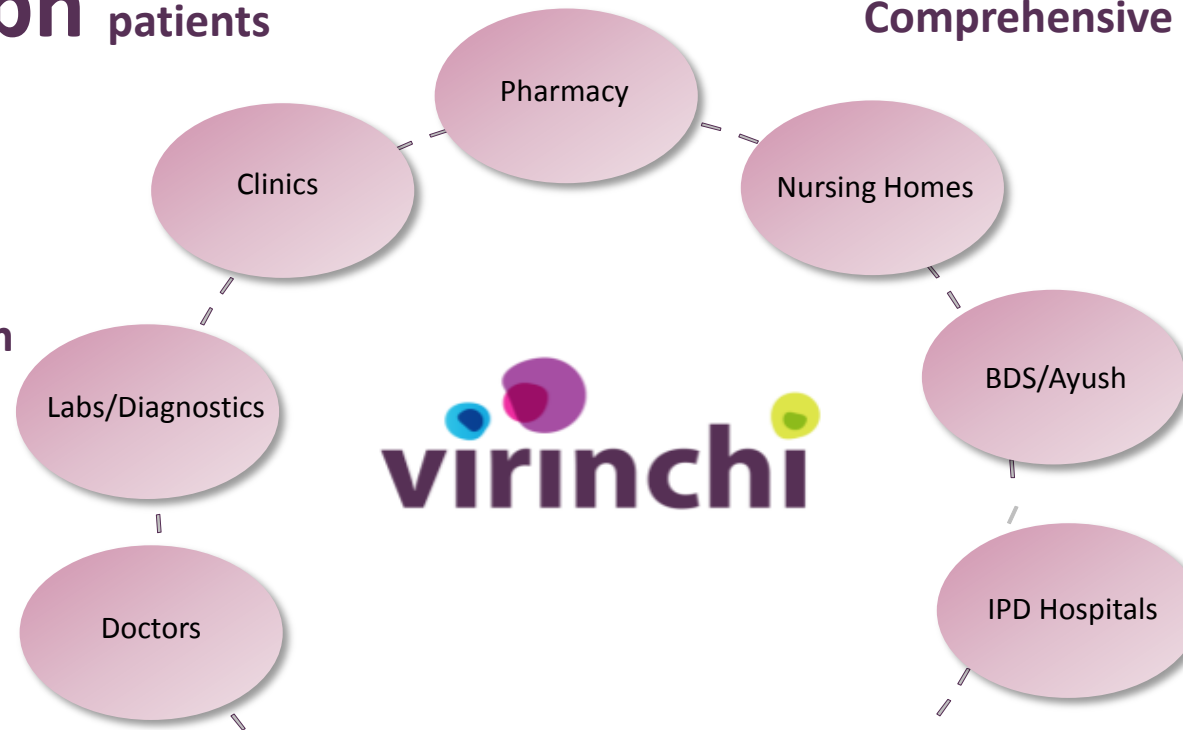 patients
Comprehensive
Pharmacy
Clinics
Nursing Homes
Labs/Diagnostics
BDS/Ayush
virinchi
Doctors
IPD Hospitals